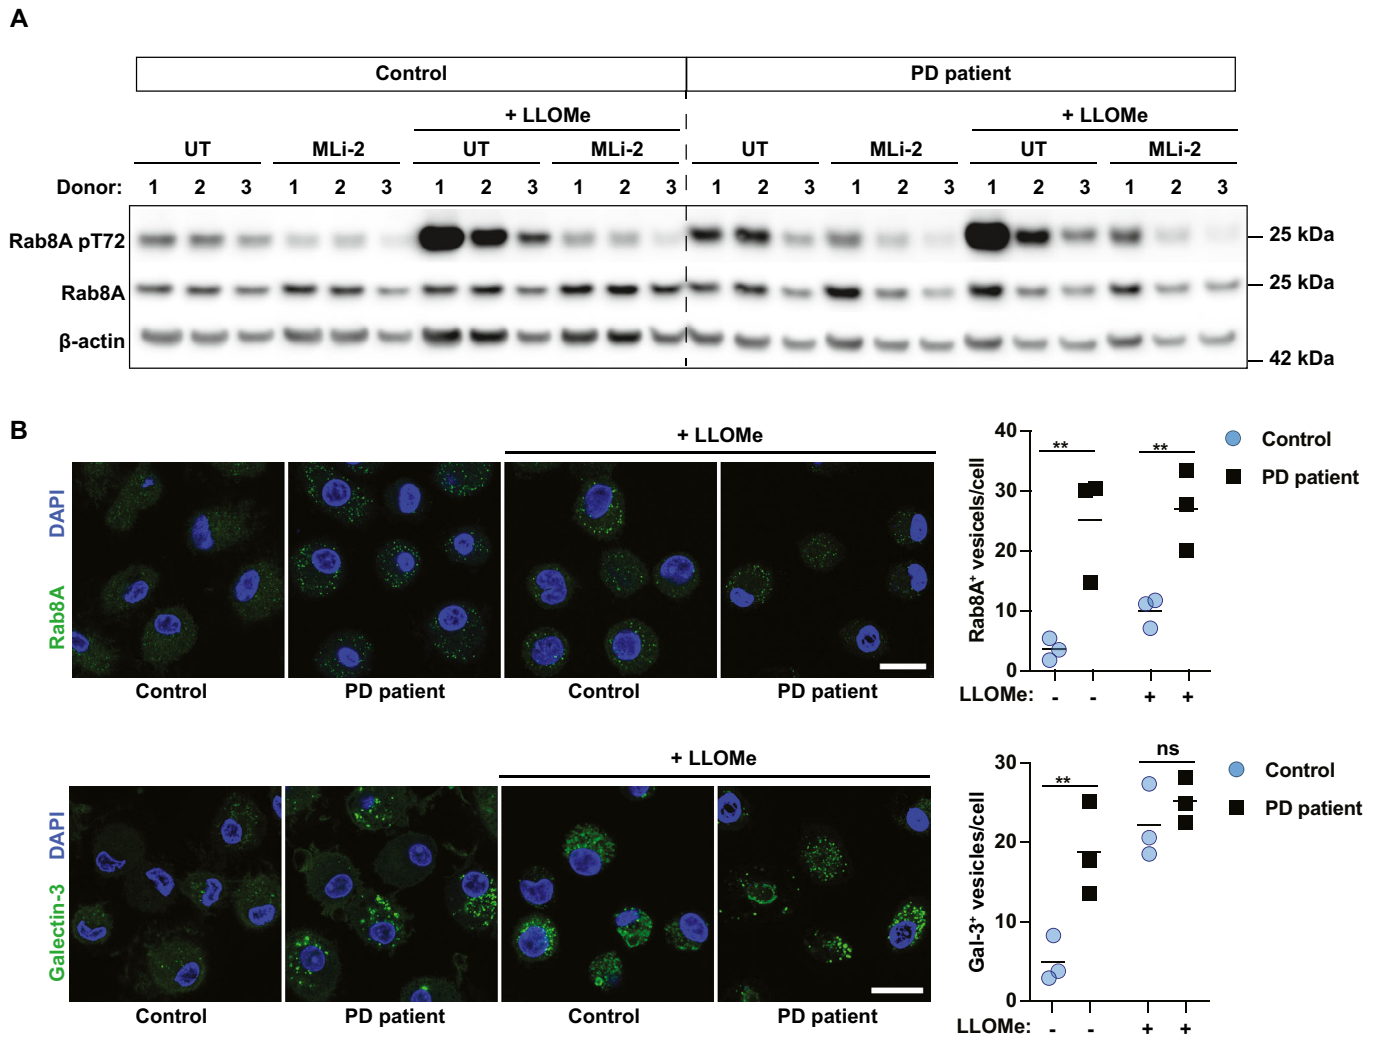 A
Control PD patient
+ LLOMe + LLOMe
UT MLi-2 UT MLi-2 UT MLi-2 UT MLi-2
Donor: 1 2 3 1 2 3 1 2 3 1 2 3 1 2 3 1 2 3 1 2 3 1 2 3
Rab8A pT72 25 kDa
Rab8A 25 kDa
β-actin
42 kDa
B
+ LLOMe
Rab8A DAPI
Control PD patient Control PD patient
Rab8A+ vesicels/cell
40
30
20
10
0
** **
LLOMe: - - + +
Control
PD patient
+ LLOMe
Galectin-3 DAPI
Control PD patient Control PD patient
Gal-3+ vesicles/cell
30
20
10
0
** ns
LLOMe: - - + +
Control
PD patient